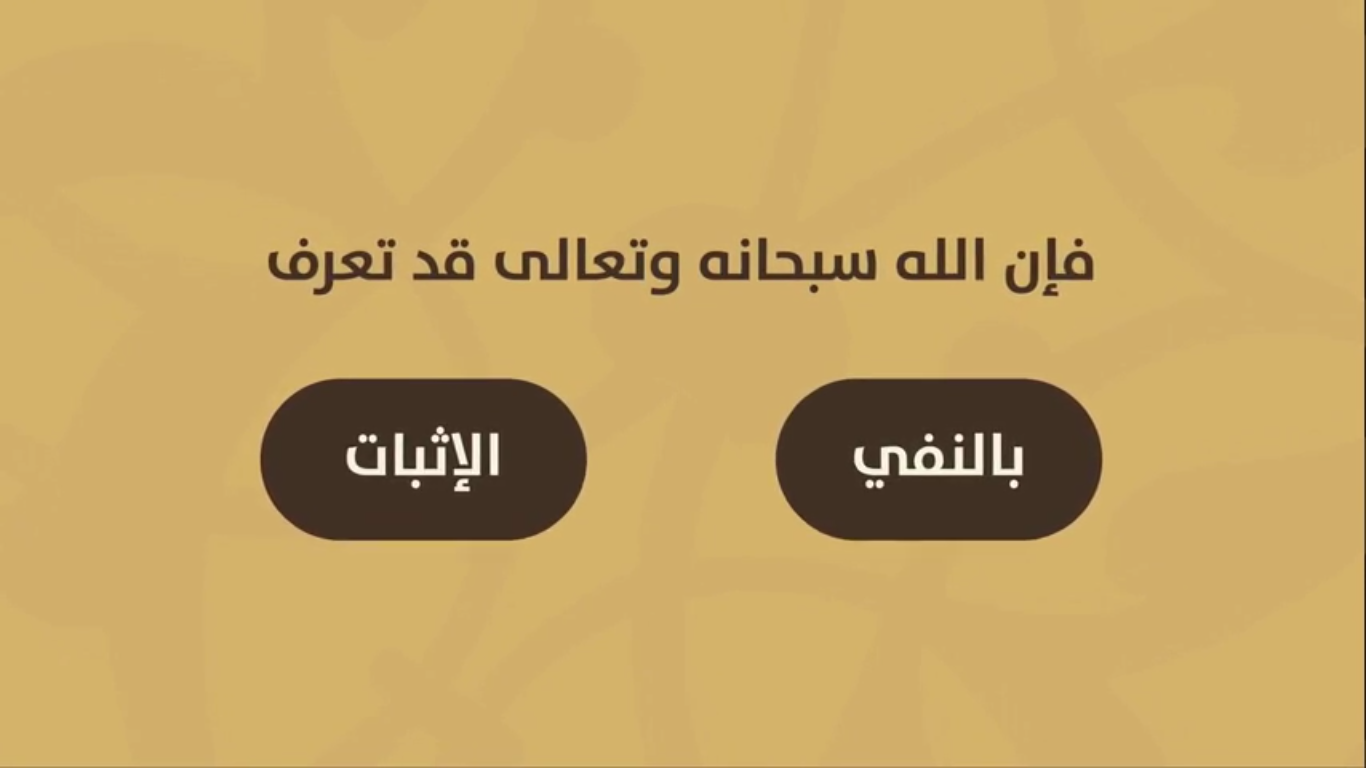 فإن الله سبحانه وتعالى قد تعرف
بالنفي
الإثبات